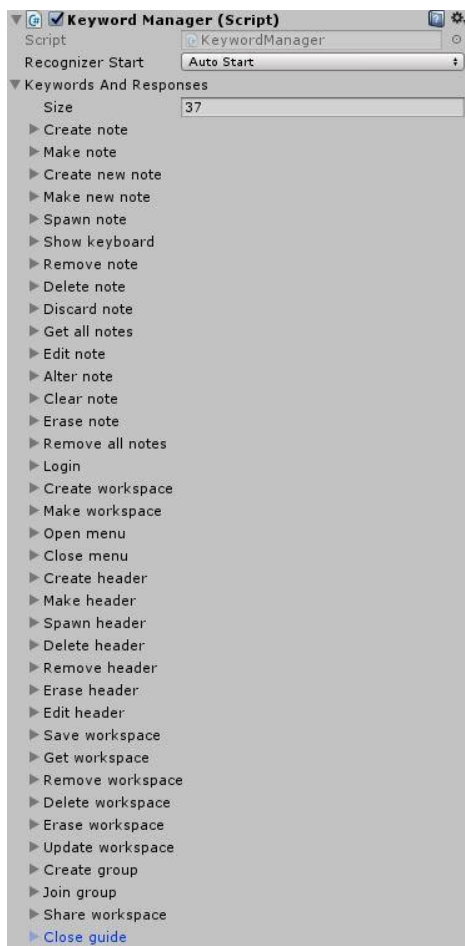 Keyword Manager (Script)
Script KeywordManager
Recognizer Start Auto Start
Keywords And Responses
Size 37
Create note
Make note
Create new note
Make new note
Spawn note
Show keyboard
Remove note
Delete note
Discard note
Get all notes
Edit note
Alter note
Clear note
Erase note
Remove all notes
Login
Create workspace
Make workspace
Open menu
Close menu
Create header
Make header
Spawn header
Delete header
Remove header
Erase header
Edit header
Save workspace
Get workspace
Remove workspace
Delete workspace
Erase workspace
Update workspace
Create group
Join group
Share workspace
Close guide